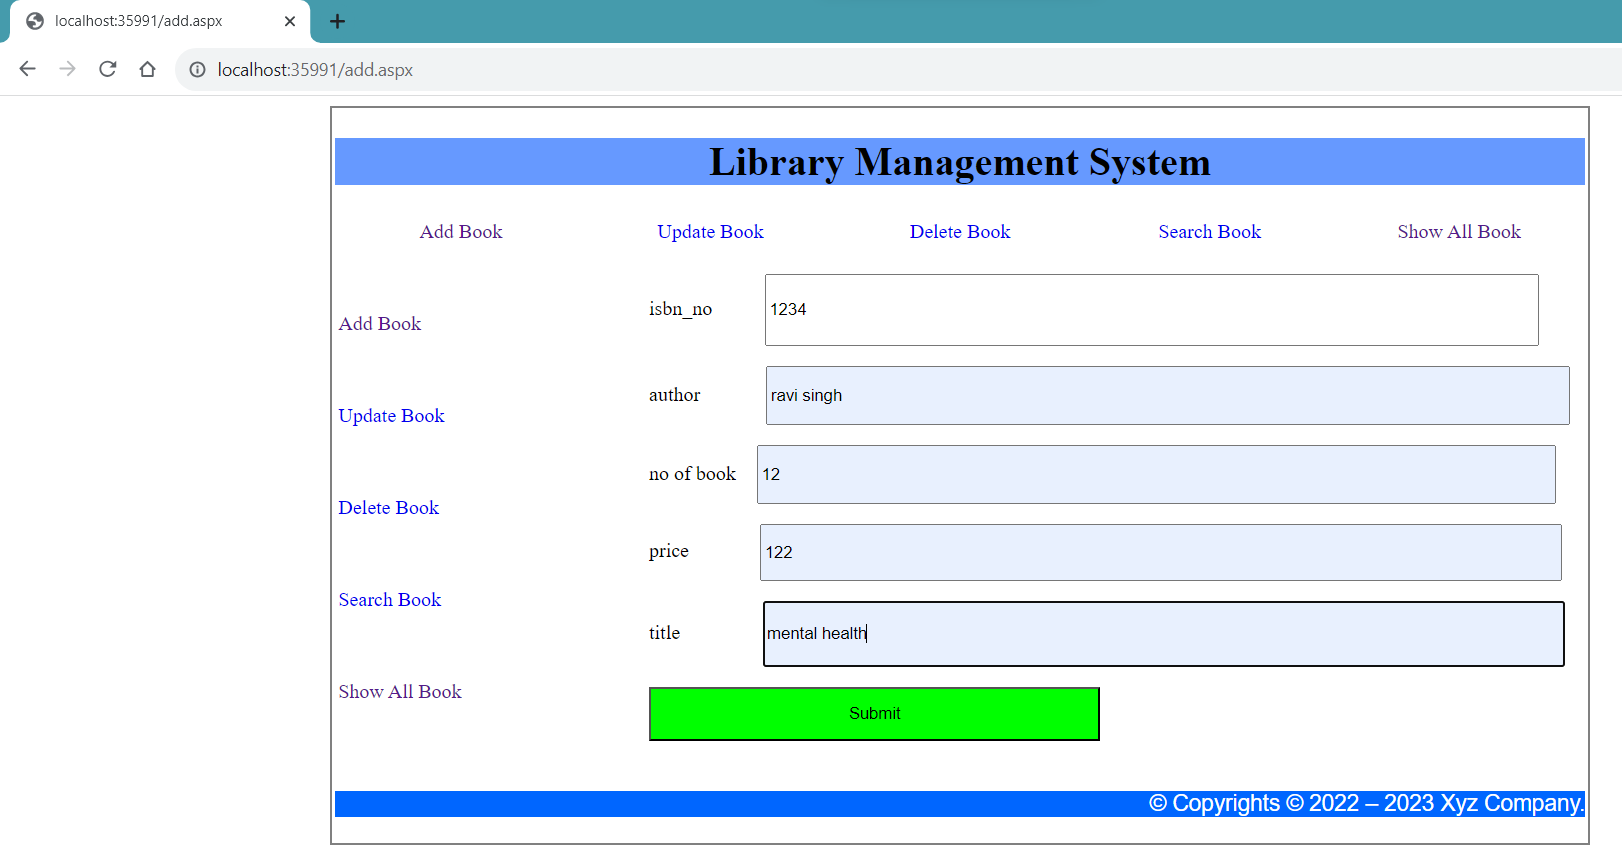 localhost:35991/add.aspx
localhost:35991/add.aspx
Library Management System
Add Book Update Book Delete Book Search Book Show All Book
Add Book
Update Book
Delete Book
Search Book
Show All Book
isbn_no 1234
author ravi singh
no of book 12
price 122
title mental health
Submit
© Copyrights © 2022 – 2023 Xyz Company.